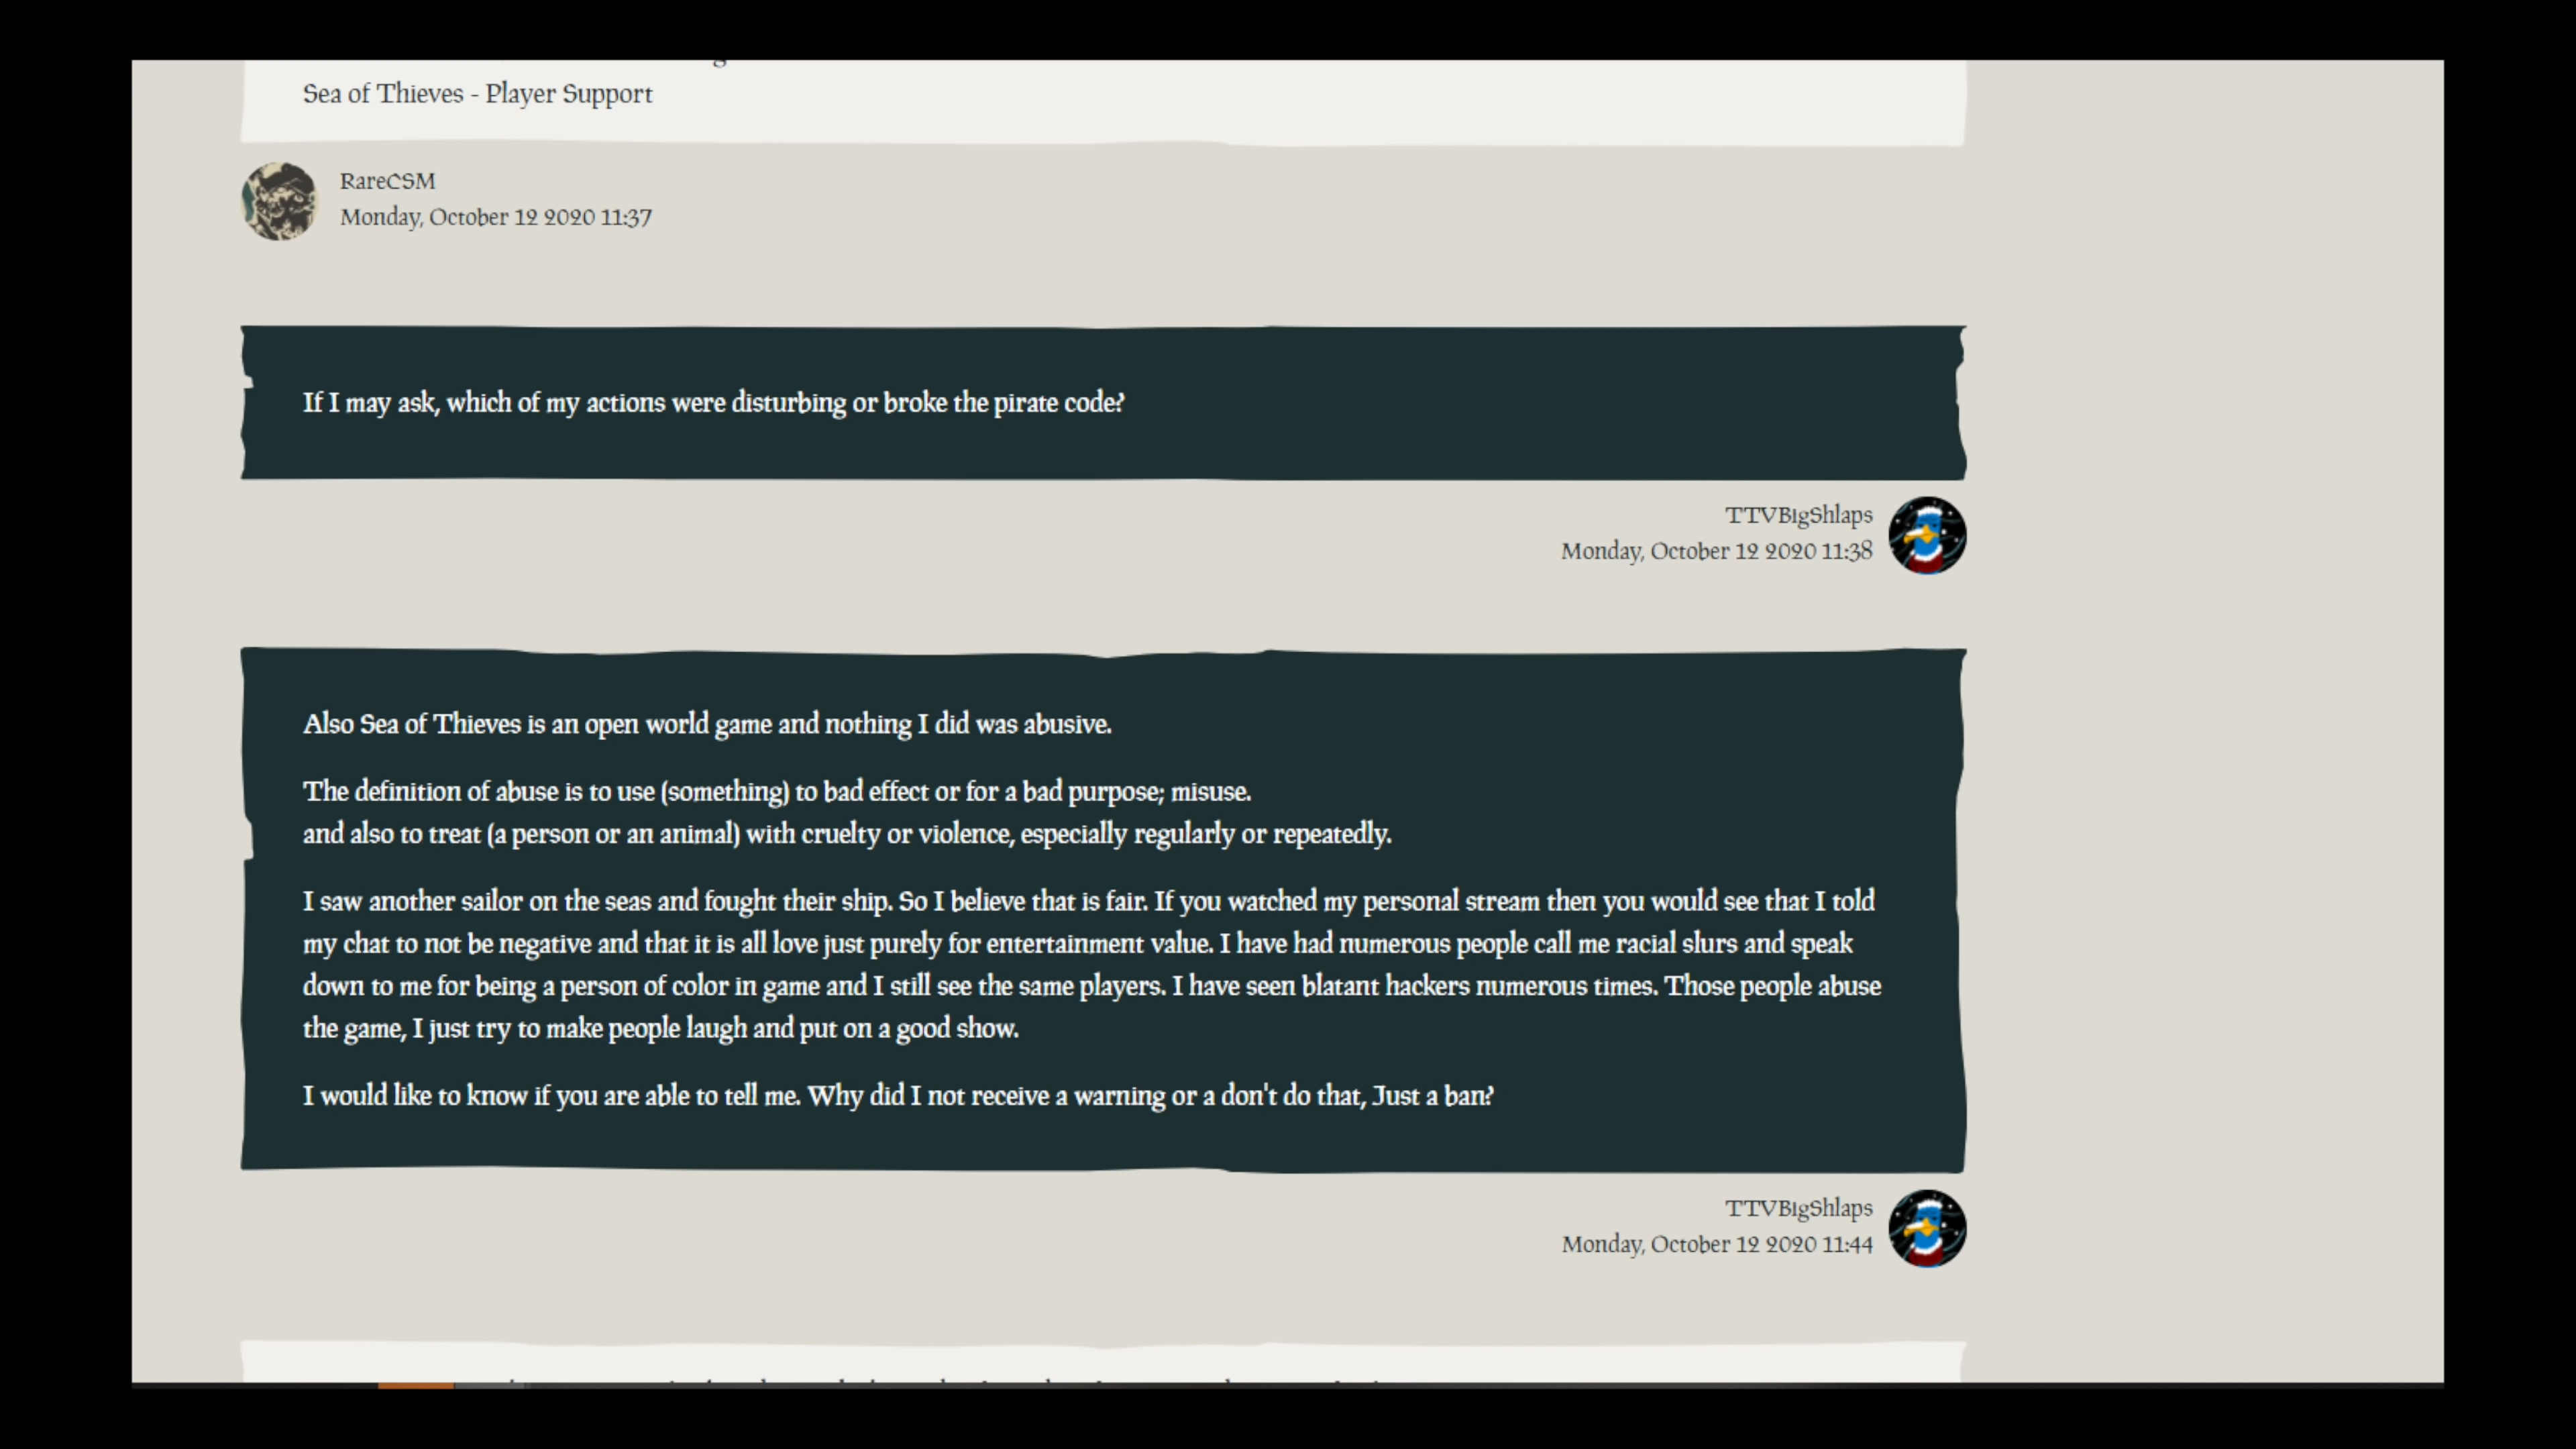 Sea of Thieves - Player Support
RareCSM
Monday, October 12 2020 11:37
If I may ask, which of my actions were disturbing or broke the pirate code?
TTVBigShlaps
Monday, October 12 2020 11:38
Also Sea of Thieves is an open world game and nothing I did was abusive.
The definition of abuse is to use (something) to bad effect or for a bad purpose; misuse.
and also to treat (a person or an animal) with cruelty or violence, especially regularly or repeatedly.
I saw another sailor on the seas and fought their ship. So I believe that is fair. If you watched my personal stream then you would see that I told
my chat to not be negative and that it is all love just purely for entertainment value. I have had numerous people call me racial slurs and speak
down to me for being a person of color in game and I still see the same players. I have seen blatant hackers numerous times. Those people abuse
the game, I just try to make people laugh and put on a good show.
I would like to know if you are able to tell me. Why did I not receive a warning or a don't do that, Just a ban?
TTVBigShlaps
Monday, October 12 2020 11:44